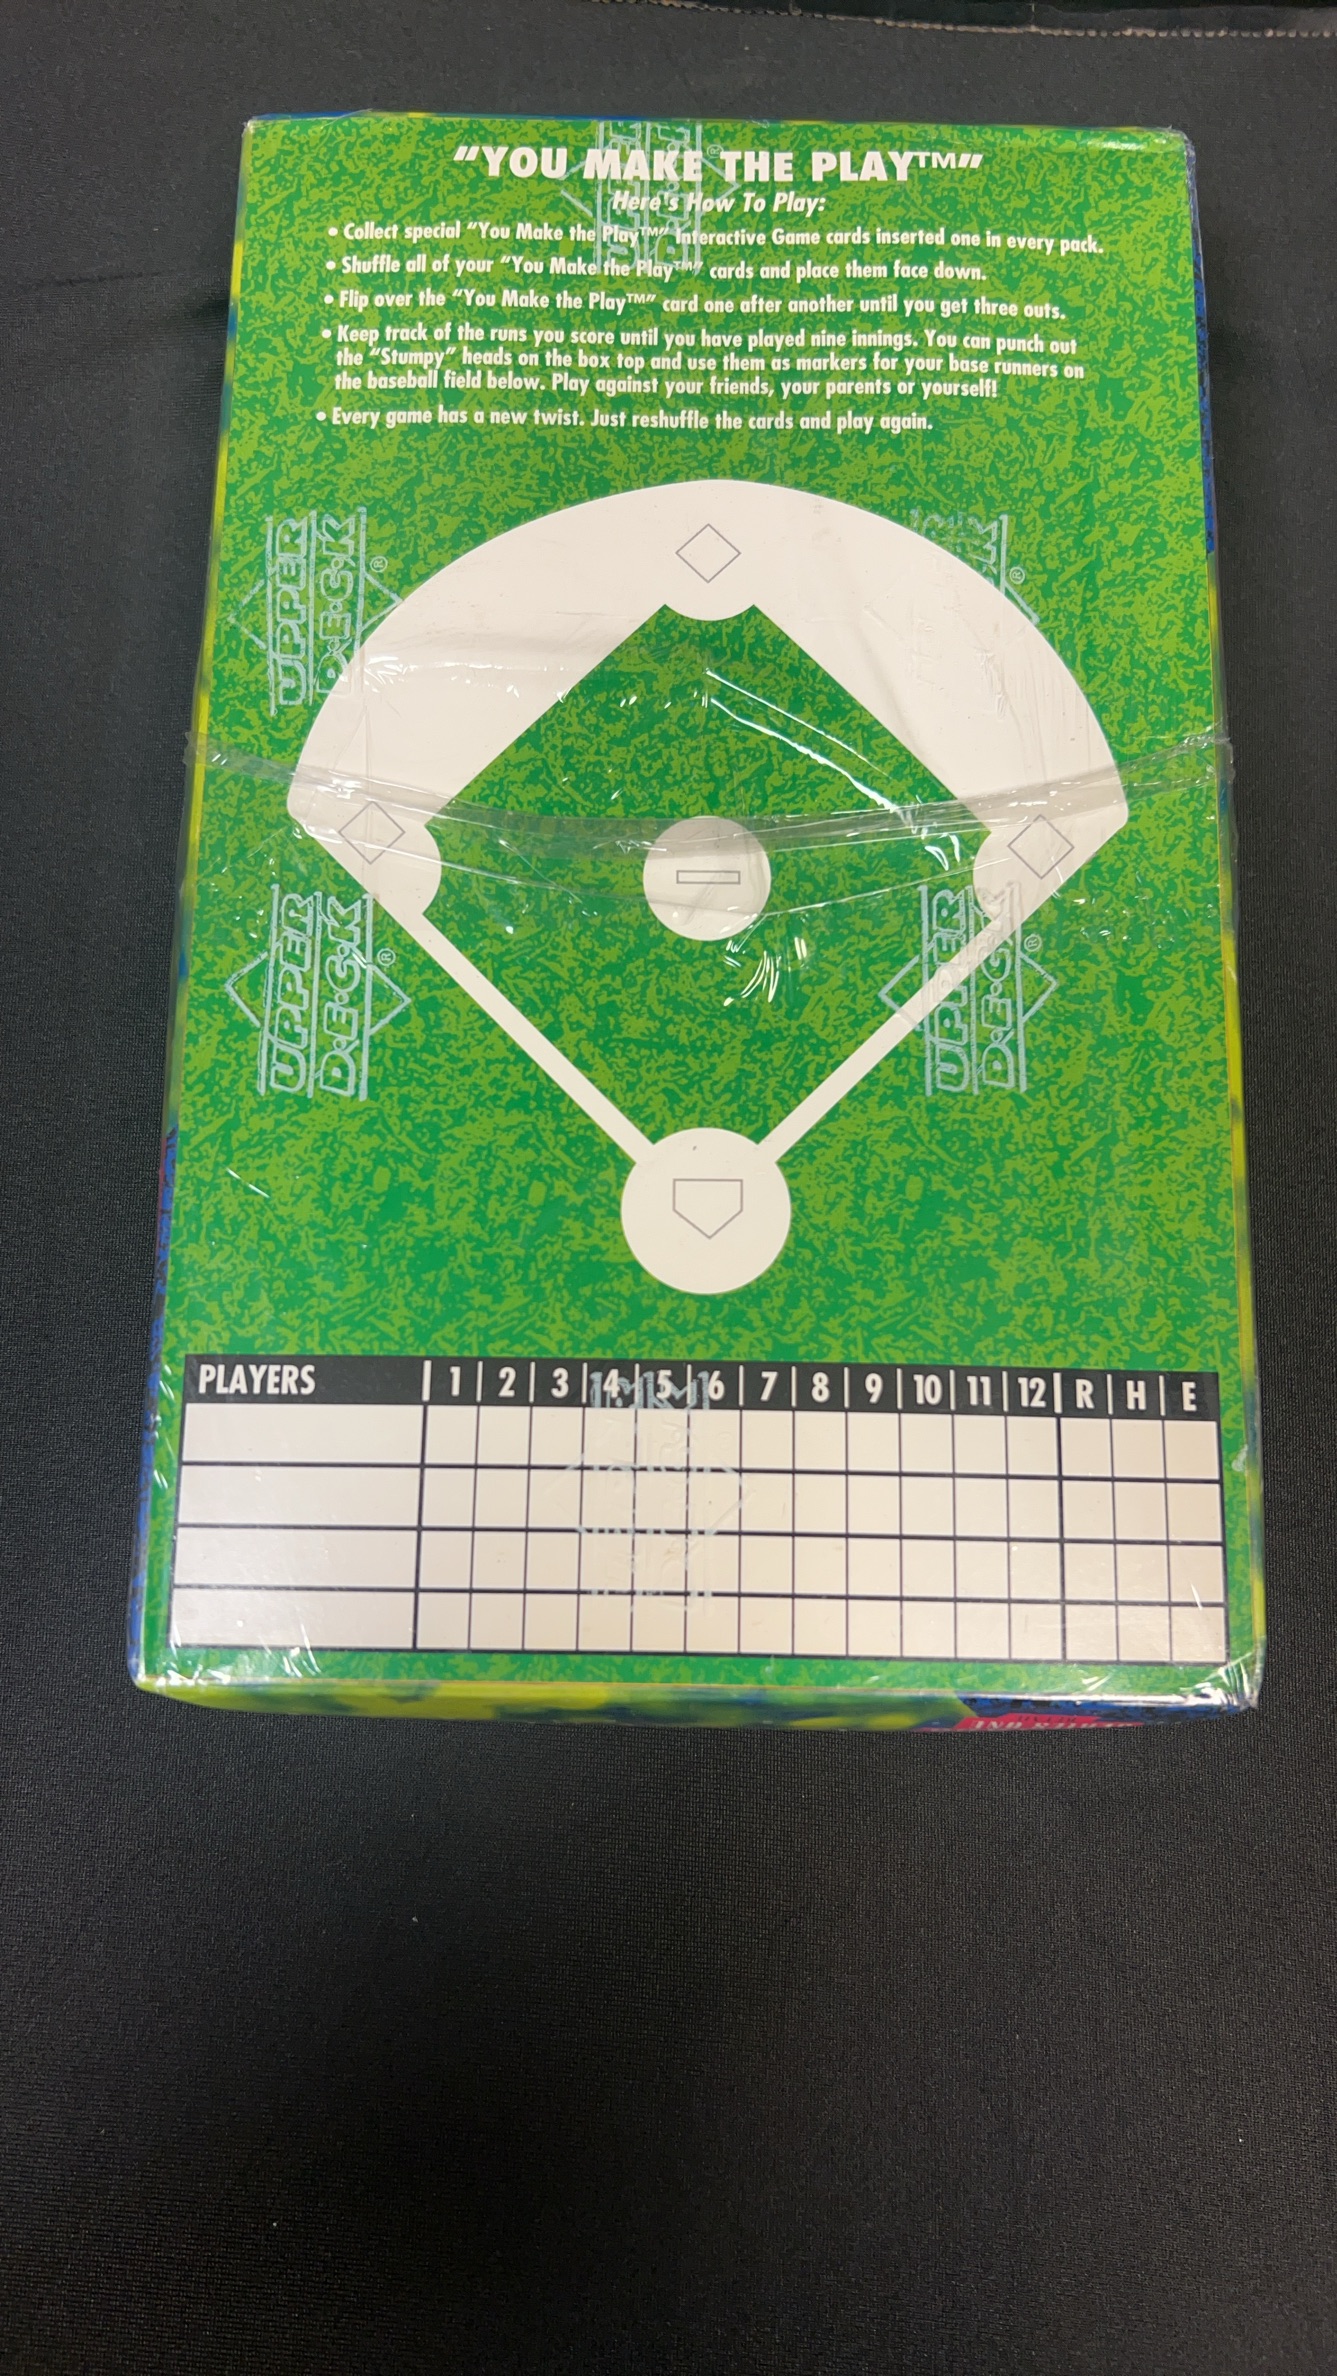 "YOU MAKE THE PLAY™"
Here's How To Play:
• Collect special "You Make the Play™" Interactive Game cards inserted one in every pack.
• Shuffle all of your "You Make the Play™" cards and place them face down.
• Flip over the "You Make the Play™" card one after another until you get three outs.
• Keep track of the runs you score until you have played nine innings. You can punch out
the "Stumpy" heads on the box top and use them as markers for your base runners on
the baseball field below. Play against your friends, your parents or yourself!
• Every game has a new twist. Just reshuffle the cards and play again.
UPPER
D·E·C·K®
UPPER
D·E·C·K®
UPPER
D·E·C·K®
PLAYERS | 1 | 2 | 3 | 4 | 5 | 6 | 7 | 8 | 9 | 10 | 11 | 12 | R | H | E